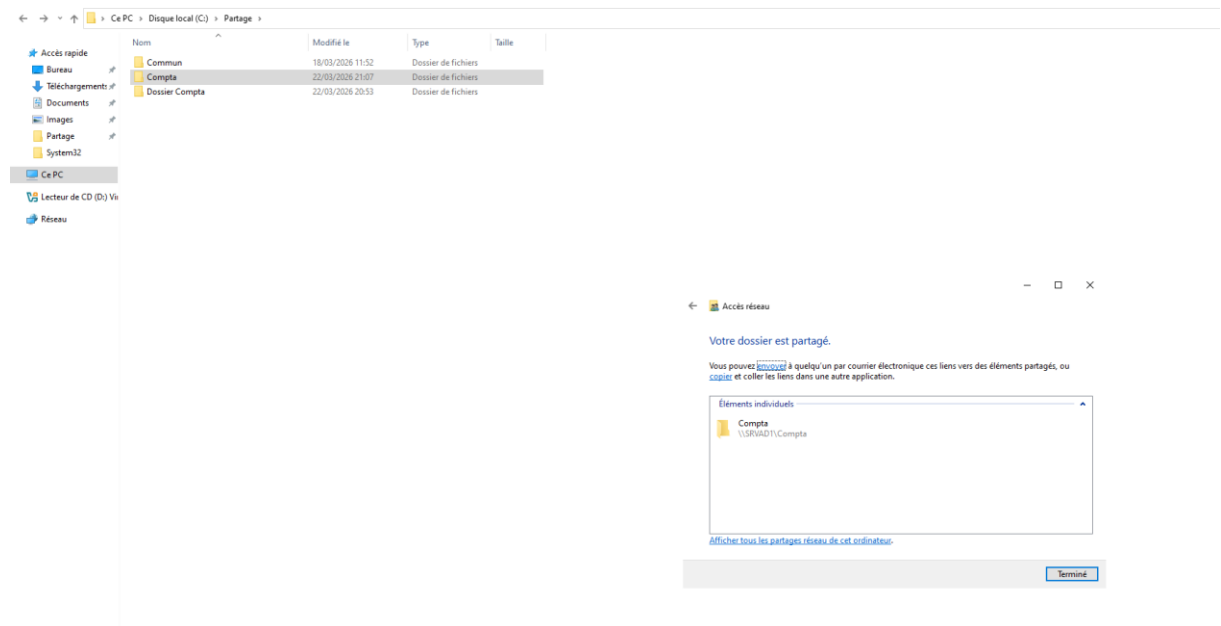 Ce PC › Disque local (C:) › Partage ›
Nom Modifié le Type Taille
Accès rapide
Bureau
Téléchargements
Documents
Images
Partage
System32
Ce PC
Lecteur de CD (D:) Vir
Réseau
Commun 18/03/2026 11:52 Dossier de fichiers
Compta 22/03/2026 21:07 Dossier de fichiers
Dossier Compta 22/03/2026 20:53 Dossier de fichiers
Accès réseau
Votre dossier est partagé.
Vous pouvez envoyer à quelqu'un par courrier électronique ces liens vers des éléments partagés, ou
copier et coller les liens dans une autre application.
Éléments individuels
Compta
\\SRVAD1\Compta
Afficher tous les partages réseau de cet ordinateur.
Terminé